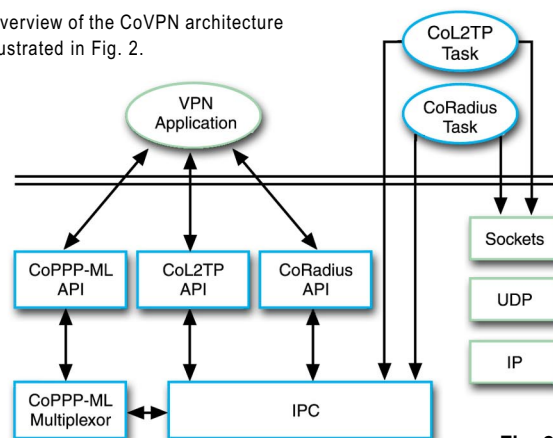 verview of the CoVPN architecture
ustrated in Fig. 2.
CoL2TP
Task
VPN
Application
CoRadius
Task
CoPPP-ML
API
CoL2TP
API
CoRadius
API
Sockets
UDP
IP
CoPPP-ML
Multiplexor
IPC